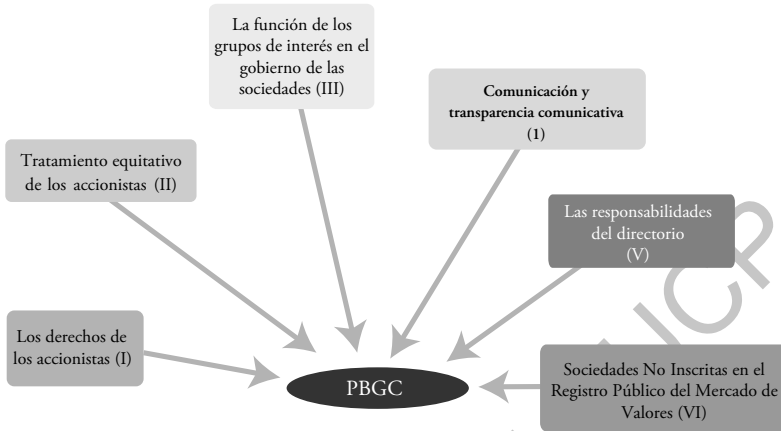 La función de los
grupos de interés en el
gobierno de las
sociedades (III)
Comunicación y
transparencia comunicativa
(1)
Tratamiento equitativo
de los accionistas (II)
Las responsabilidades
del directorio
(V)
Los derechos de
los accionistas (I)
PBGC
Sociedades No Inscritas en el
Registro Público del Mercado de
Valores (VI)